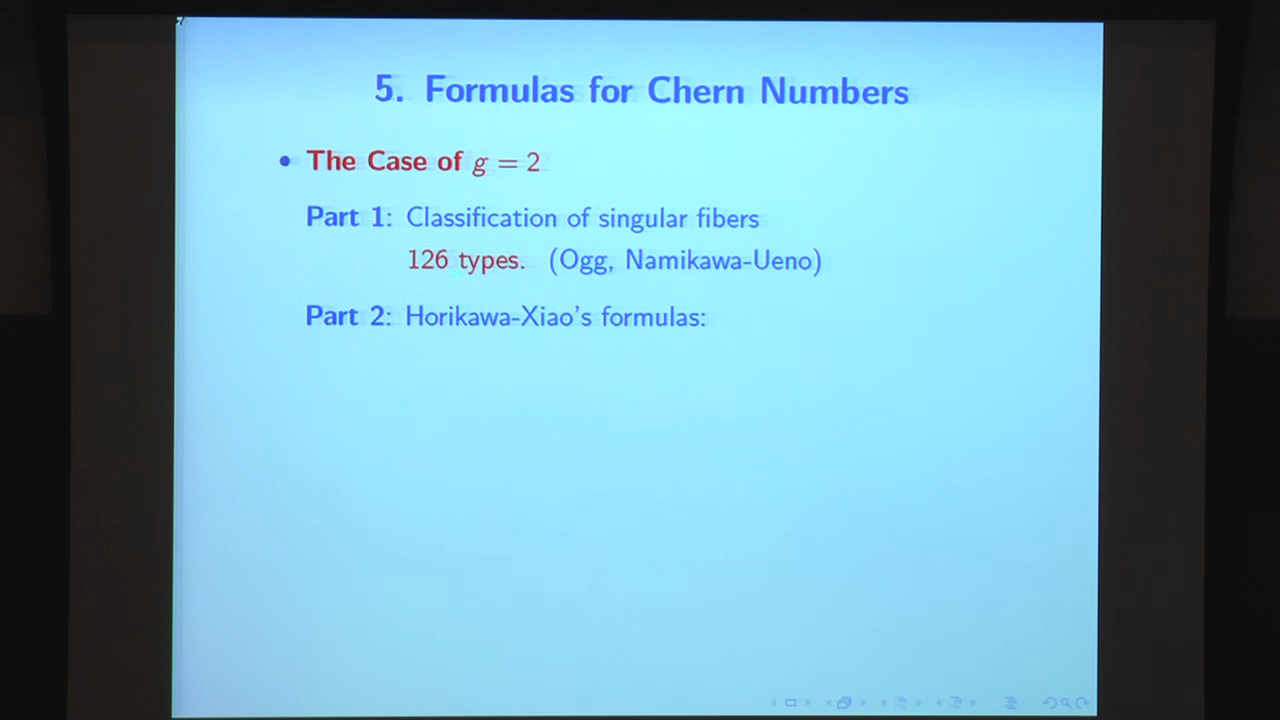 5. Formulas for Chern Numbers
• The Case of g = 2
Part 1: Classification of singular fibers
126 types. (Ogg, Namikawa-Ueno)
Part 2: Horikawa-Xiao's formulas: